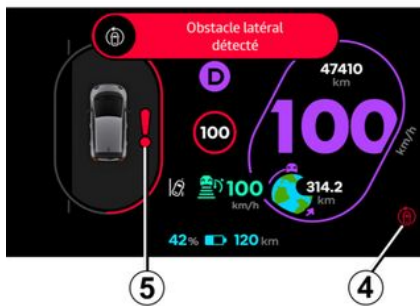 Obstacle latéral
détecté
D
47410
km
100
100
km/h
100
km/h
314.2
km
42% 120 km
5
4